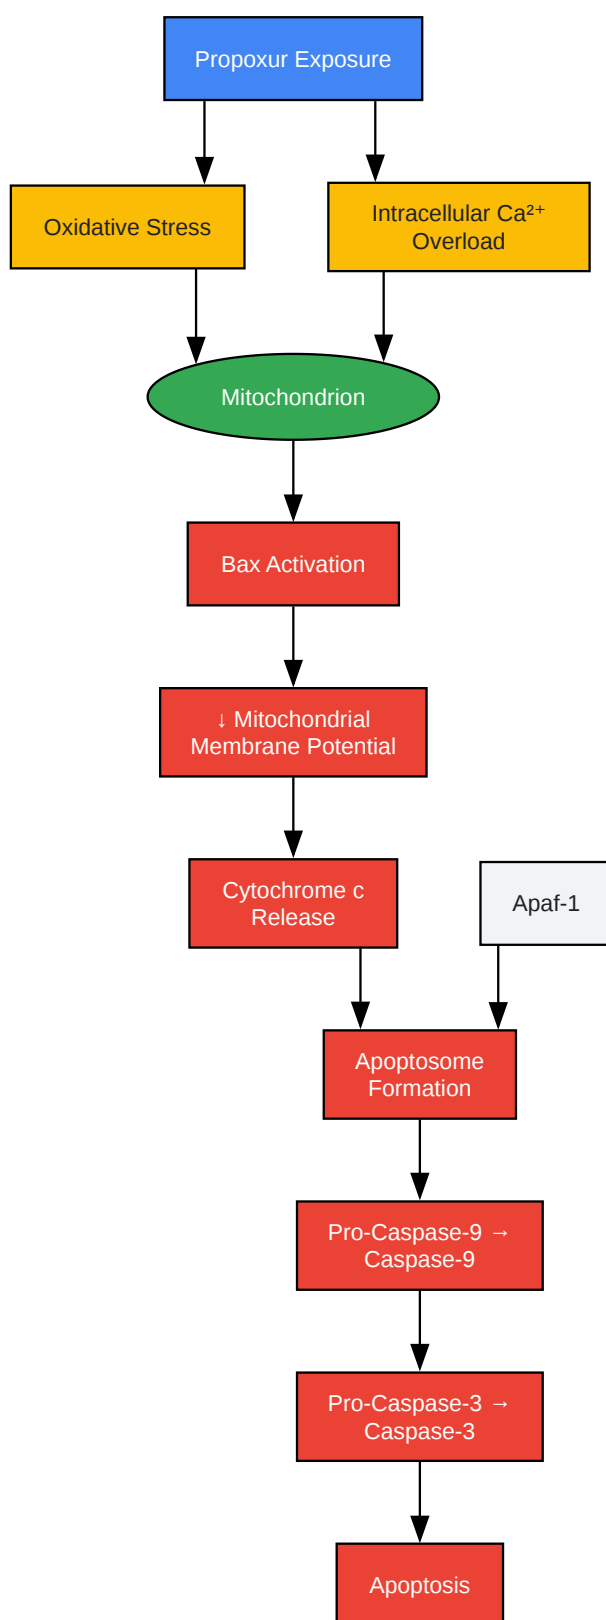 Propoxur Exposure
Oxidative Stress
Intracellular Ca²⁺
Overload
Mitochondrion
Bax Activation
↓ Mitochondrial
Membrane Potential
Cytochrome c
Release
Apaf-1
Apoptosome
Formation
Pro-Caspase-9 →
Caspase-9
Pro-Caspase-3 →
Caspase-3
Apoptosis